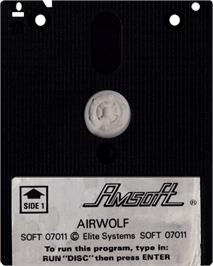 SIDE 1
Amsoft ®
AIRWOLF
SOFT 07011 © Elite Systems SOFT 07011
To run this program, type in:
RUN "DISC" then press ENTER